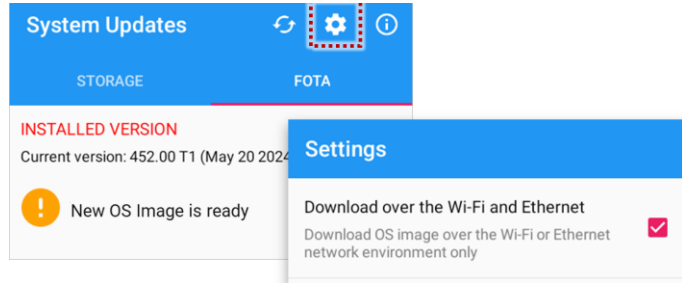 System Updates
STORAGE
FOTA
INSTALLED VERSION
Current version: 452.00 T1 (May 20 2024
New OS Image is ready
Settings
Download over the Wi-Fi and Ethernet
Download OS image over the Wi-Fi or Ethernet
network environment only